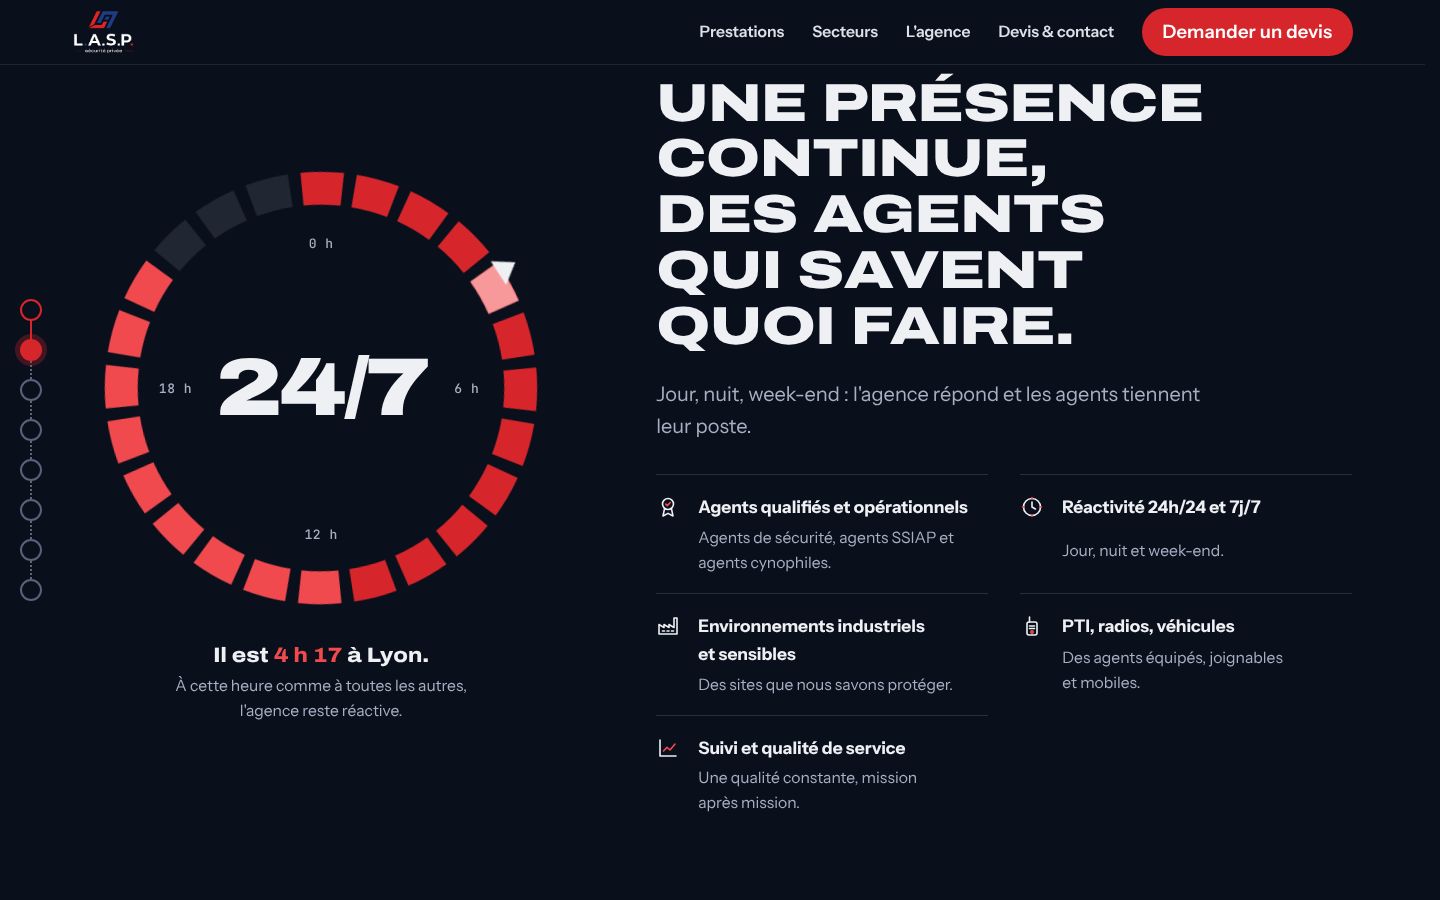 L.A.S.P.
sécurité privée
Prestations
Secteurs
L'agence
Devis & contact
Demander un devis
UNE PRÉSENCE
CONTINUE,
DES AGENTS
QUI SAVENT
QUOI FAIRE.
Jour, nuit, week-end : l'agence répond et les agents tiennent
leur poste.
0 h
18 h
24/7
6 h
12 h
Il est 4 h 17 à Lyon.
À cette heure comme à toutes les autres,
l'agence reste réactive.
Agents qualifiés et opérationnels
Agents de sécurité, agents SSIAP et
agents cynophiles.
Réactivité 24h/24 et 7j/7
Jour, nuit et week-end.
Environnements industriels
et sensibles
Des sites que nous savons protéger.
PTI, radios, véhicules
Des agents équipés, joignables
et mobiles.
Suivi et qualité de service
Une qualité constante, mission
après mission.